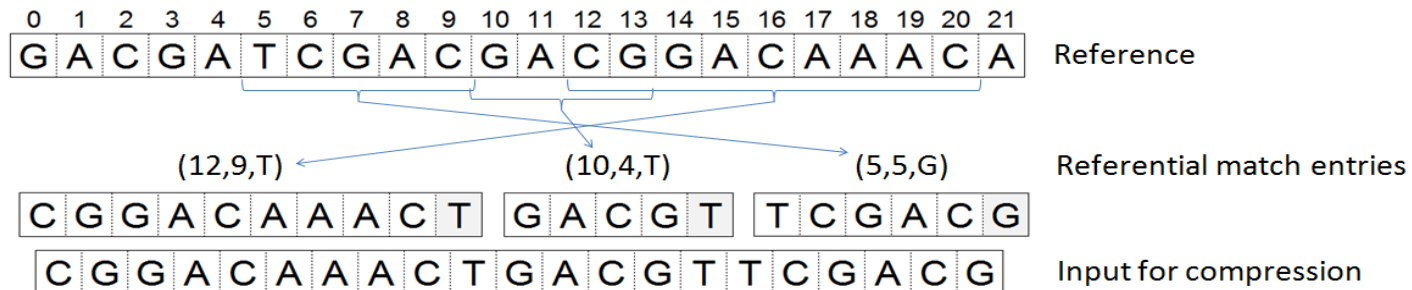 0 1 2 3 4 5 6 7 8 9 10 11 12 13 14 15 16 17 18 19 20 21
G A C G A T C G A C G A C G G A C A A A C A Reference
(12,9,T) (10,4,T) (5,5,G) Referential match entries
C G G A C A A A C T G A C G T T C G A C G
C G G A C A A A C T G A C G T T C G A C G Input for compression